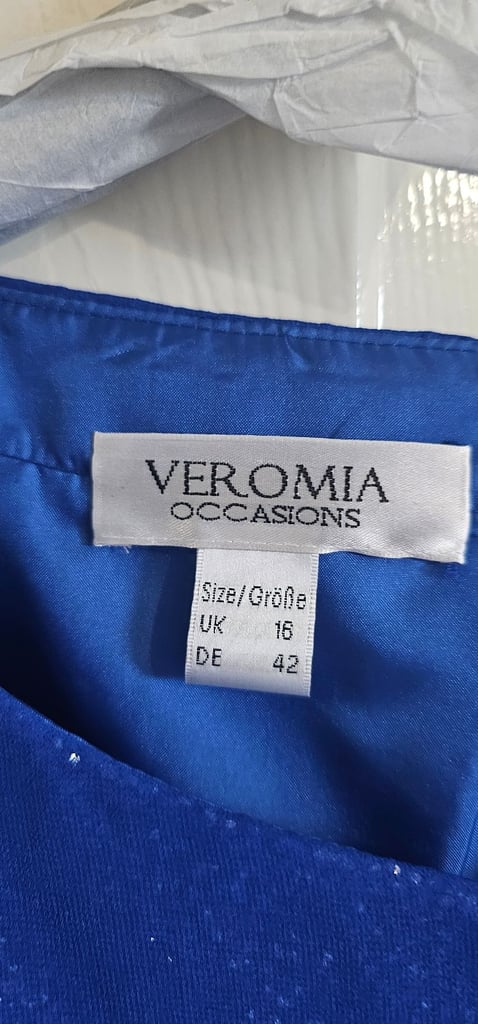 VEROMIA
OCCASIONS
Size/Größe
UK 16
DE 42